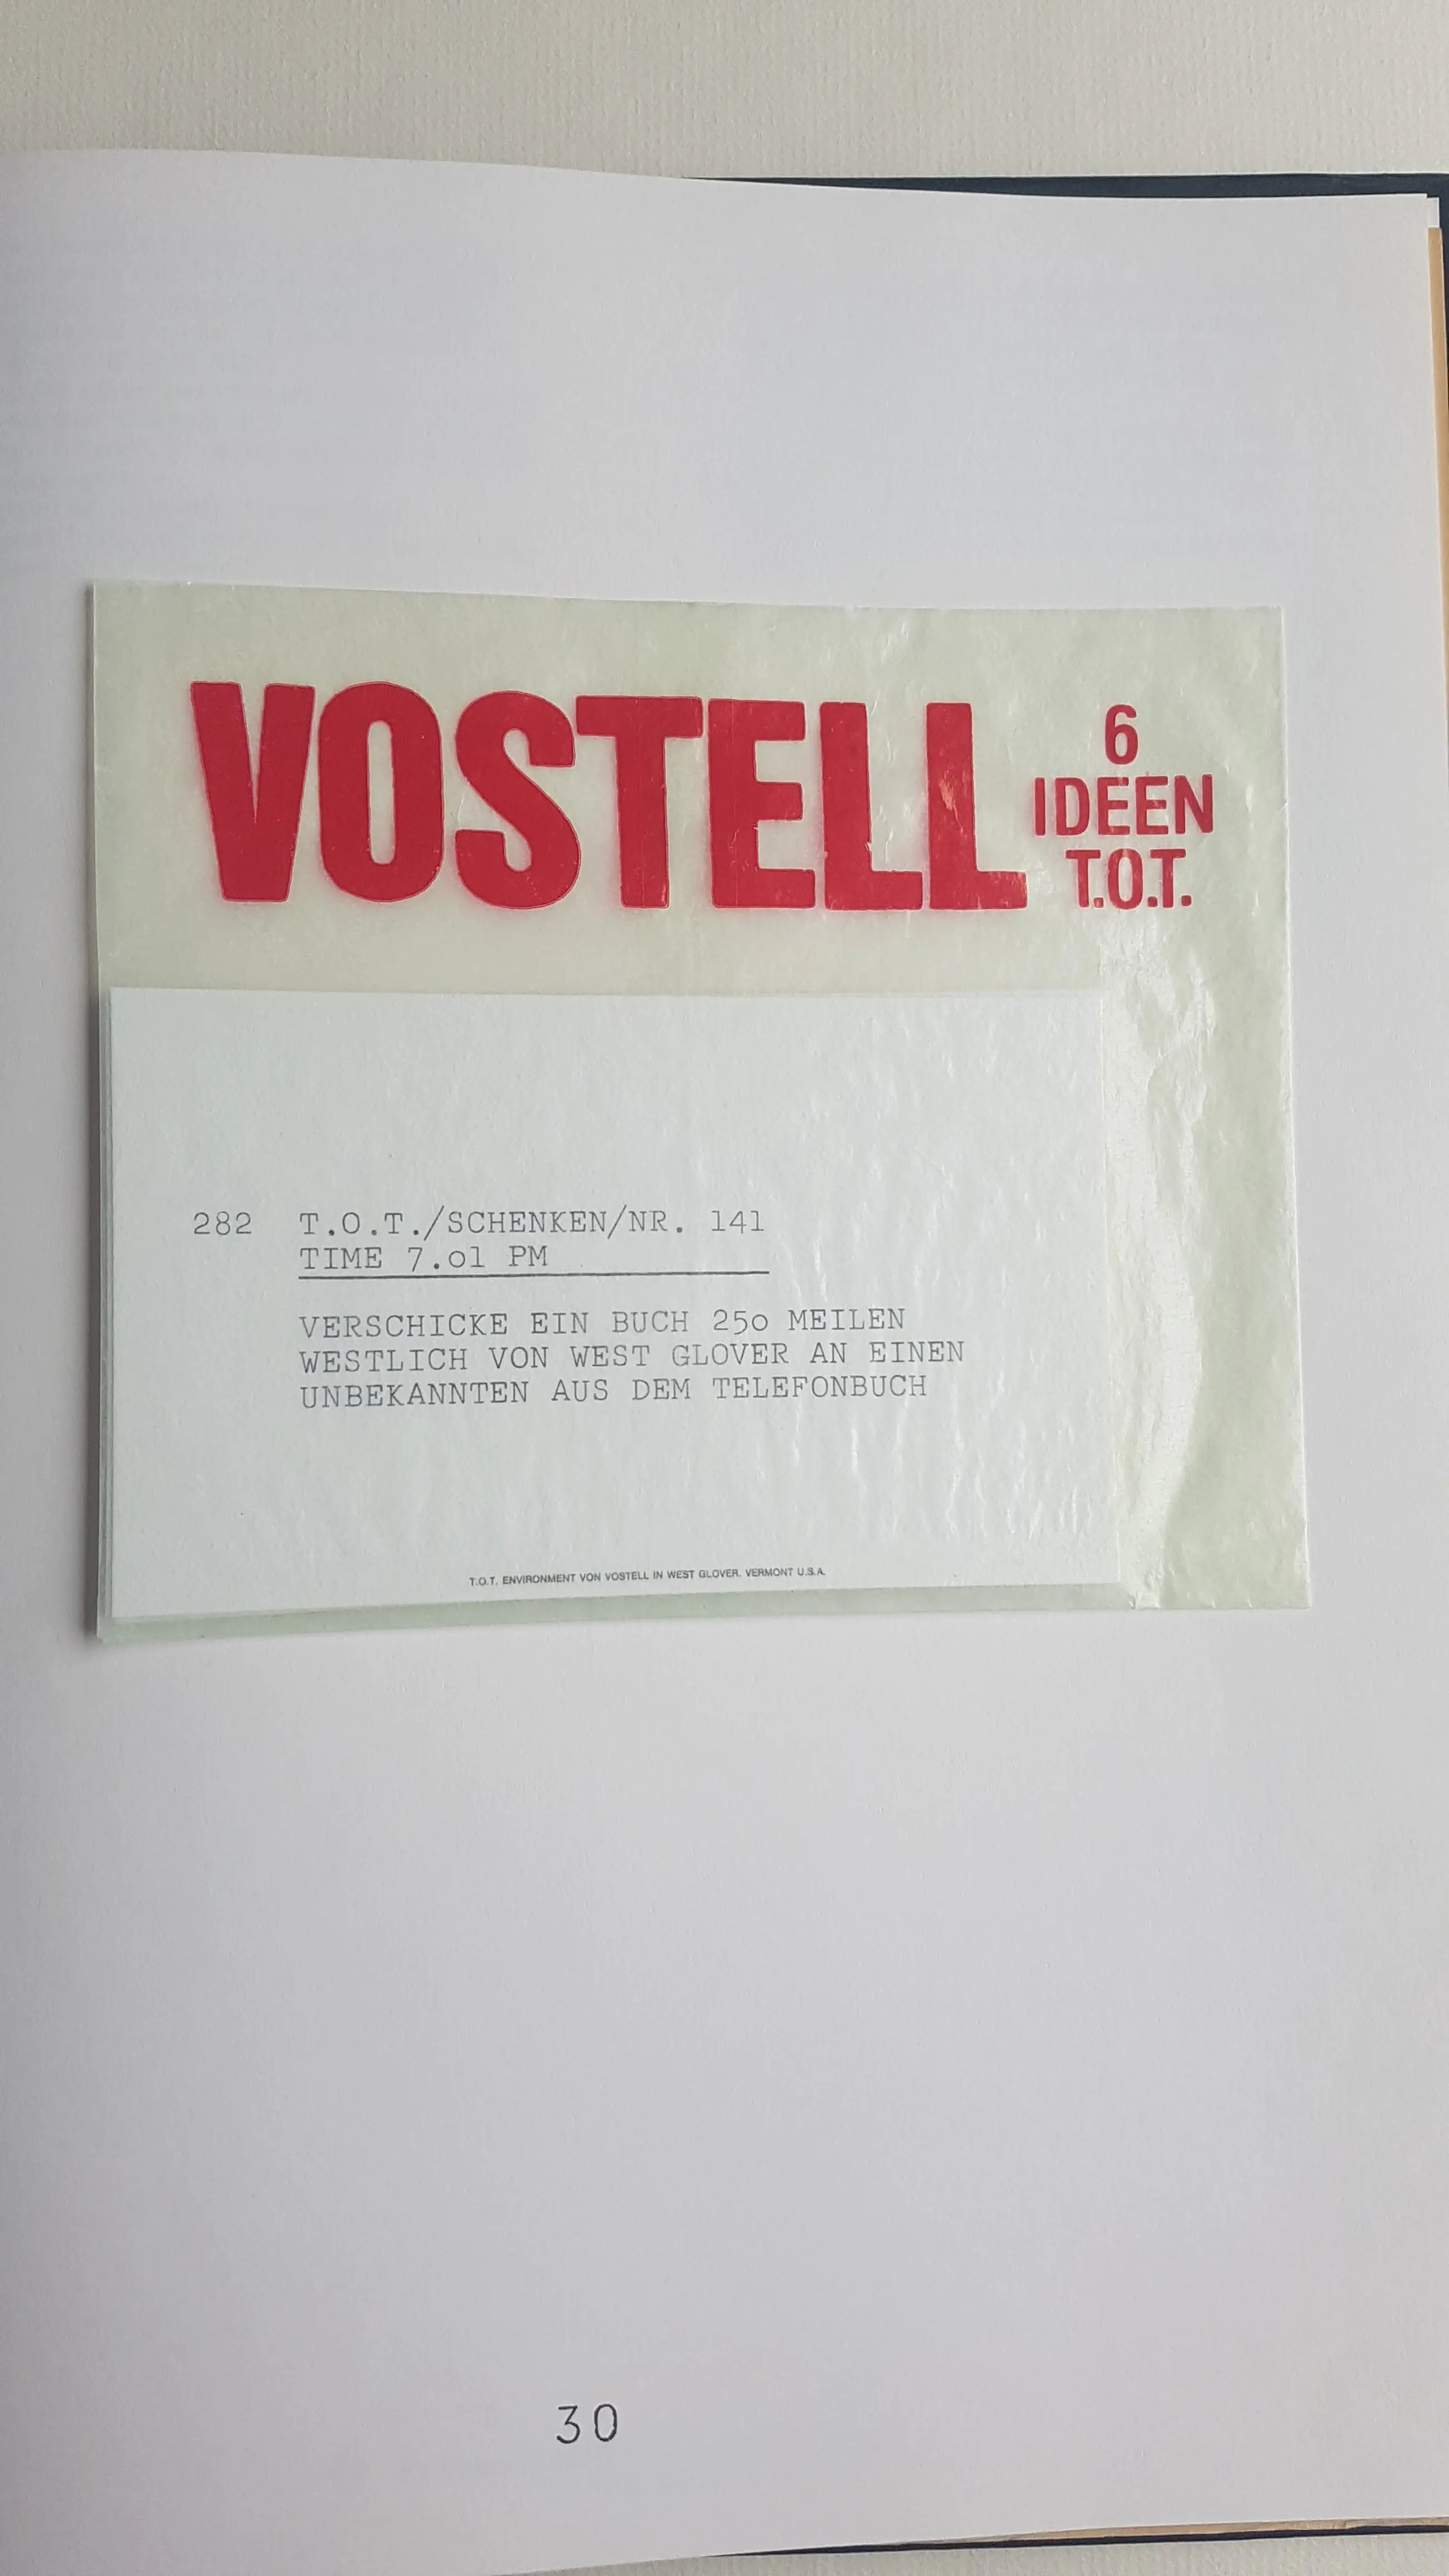 VOSTELL
6
IDEEN
T.O.T.
282 T.O.T./SCHENKEN/NR. 141
TIME 7.o1 PM
VERSCHICKE EIN BUCH 25o MEILEN
WESTLICH VON WEST GLOVER AN EINEN
UNBEKANNTEN AUS DEM TELEFONBUCH
T.O.T. ENVIRONMENT VON VOSTELL IN WEST GLOVER. VERMONT U.S.A.
30